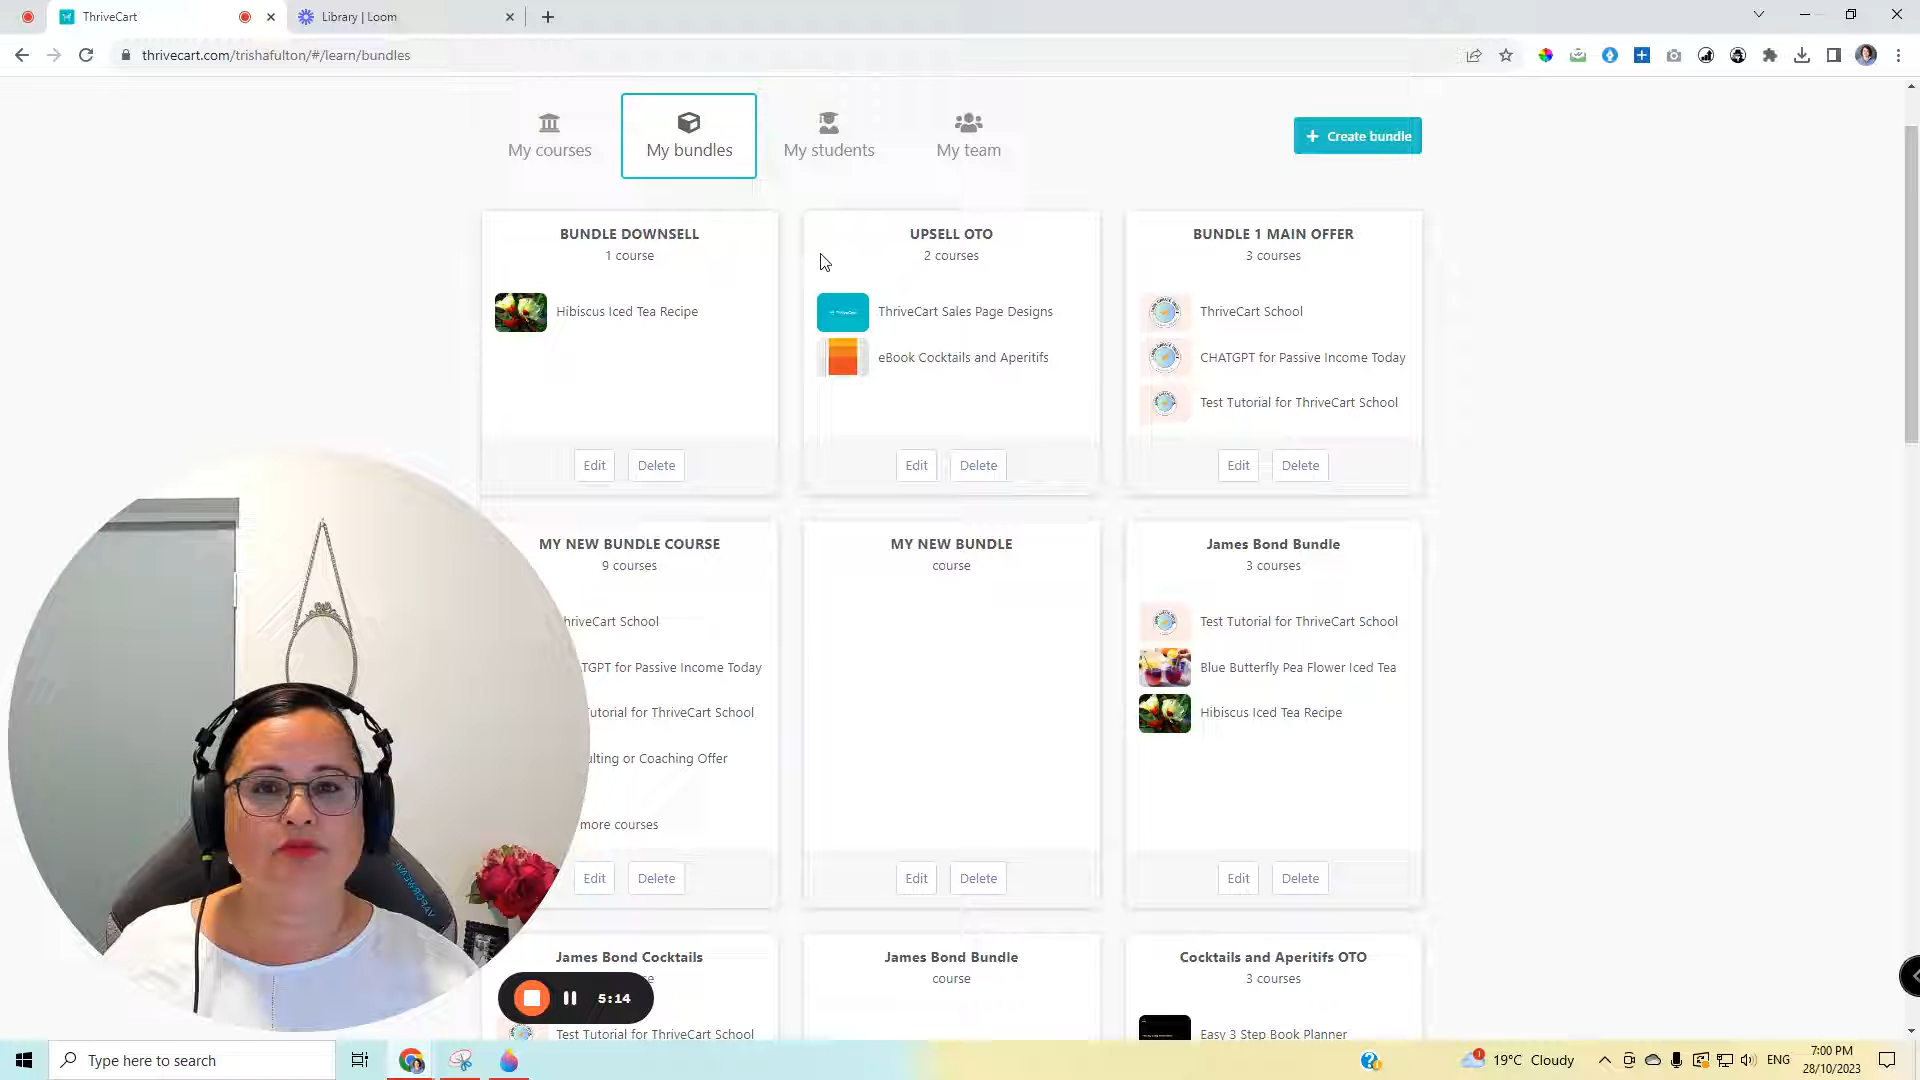 ThriveCart
Library | Loom
thrivecart.com/trishafulton/#/learn/bundles
My courses
My bundles
My students
My team
+ Create bundle
BUNDLE DOWNSELL
1 course
Hibiscus Iced Tea Recipe
Edit
Delete
UPSELL OTO
2 courses
ThriveCart Sales Page Designs
eBook Cocktails and Aperitifs
Edit
Delete
BUNDLE 1 MAIN OFFER
3 courses
ThriveCart School
CHATGPT for Passive Income Today
Test Tutorial for ThriveCart School
Edit
Delete
MY NEW BUNDLE COURSE
9 courses
hriveCart School
TGPT for Passive Income Today
utorial for ThriveCart School
ulting or Coaching Offer
more courses
Edit
Delete
MY NEW BUNDLE
course
Edit
Delete
James Bond Bundle
3 courses
Test Tutorial for ThriveCart School
Blue Butterfly Pea Flower Iced Tea
Hibiscus Iced Tea Recipe
Edit
Delete
James Bond Cocktails
se
Test Tutorial for ThriveCart School
James Bond Bundle
course
Cocktails and Aperitifs OTO
3 courses
Easy 3 Step Book Planner
5:14
Type here to search
1
19°C Cloudy
ENG
7:00 PM
28/10/2023